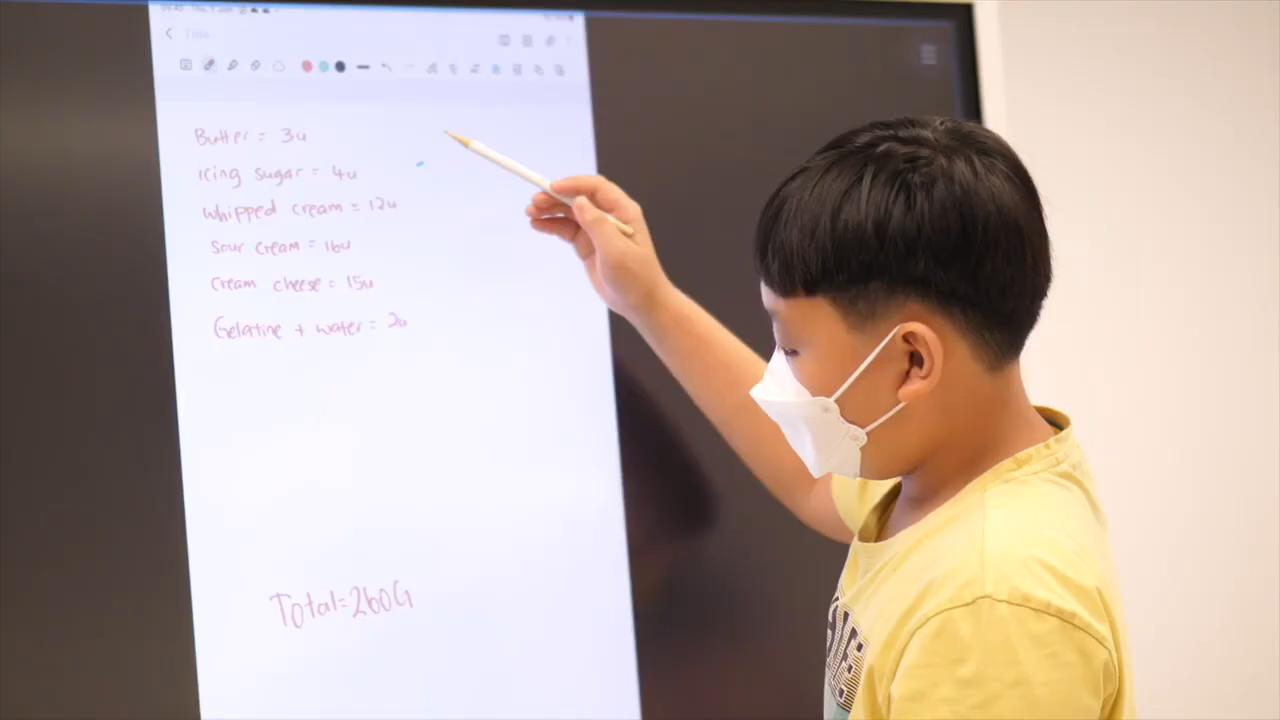 Title
Butter = 3u
Icing sugar = 4u
Whipped cream = 12u
Sour cream = 16u
Cream cheese = 15u
Gelatine + water = 2u
Total = 260G